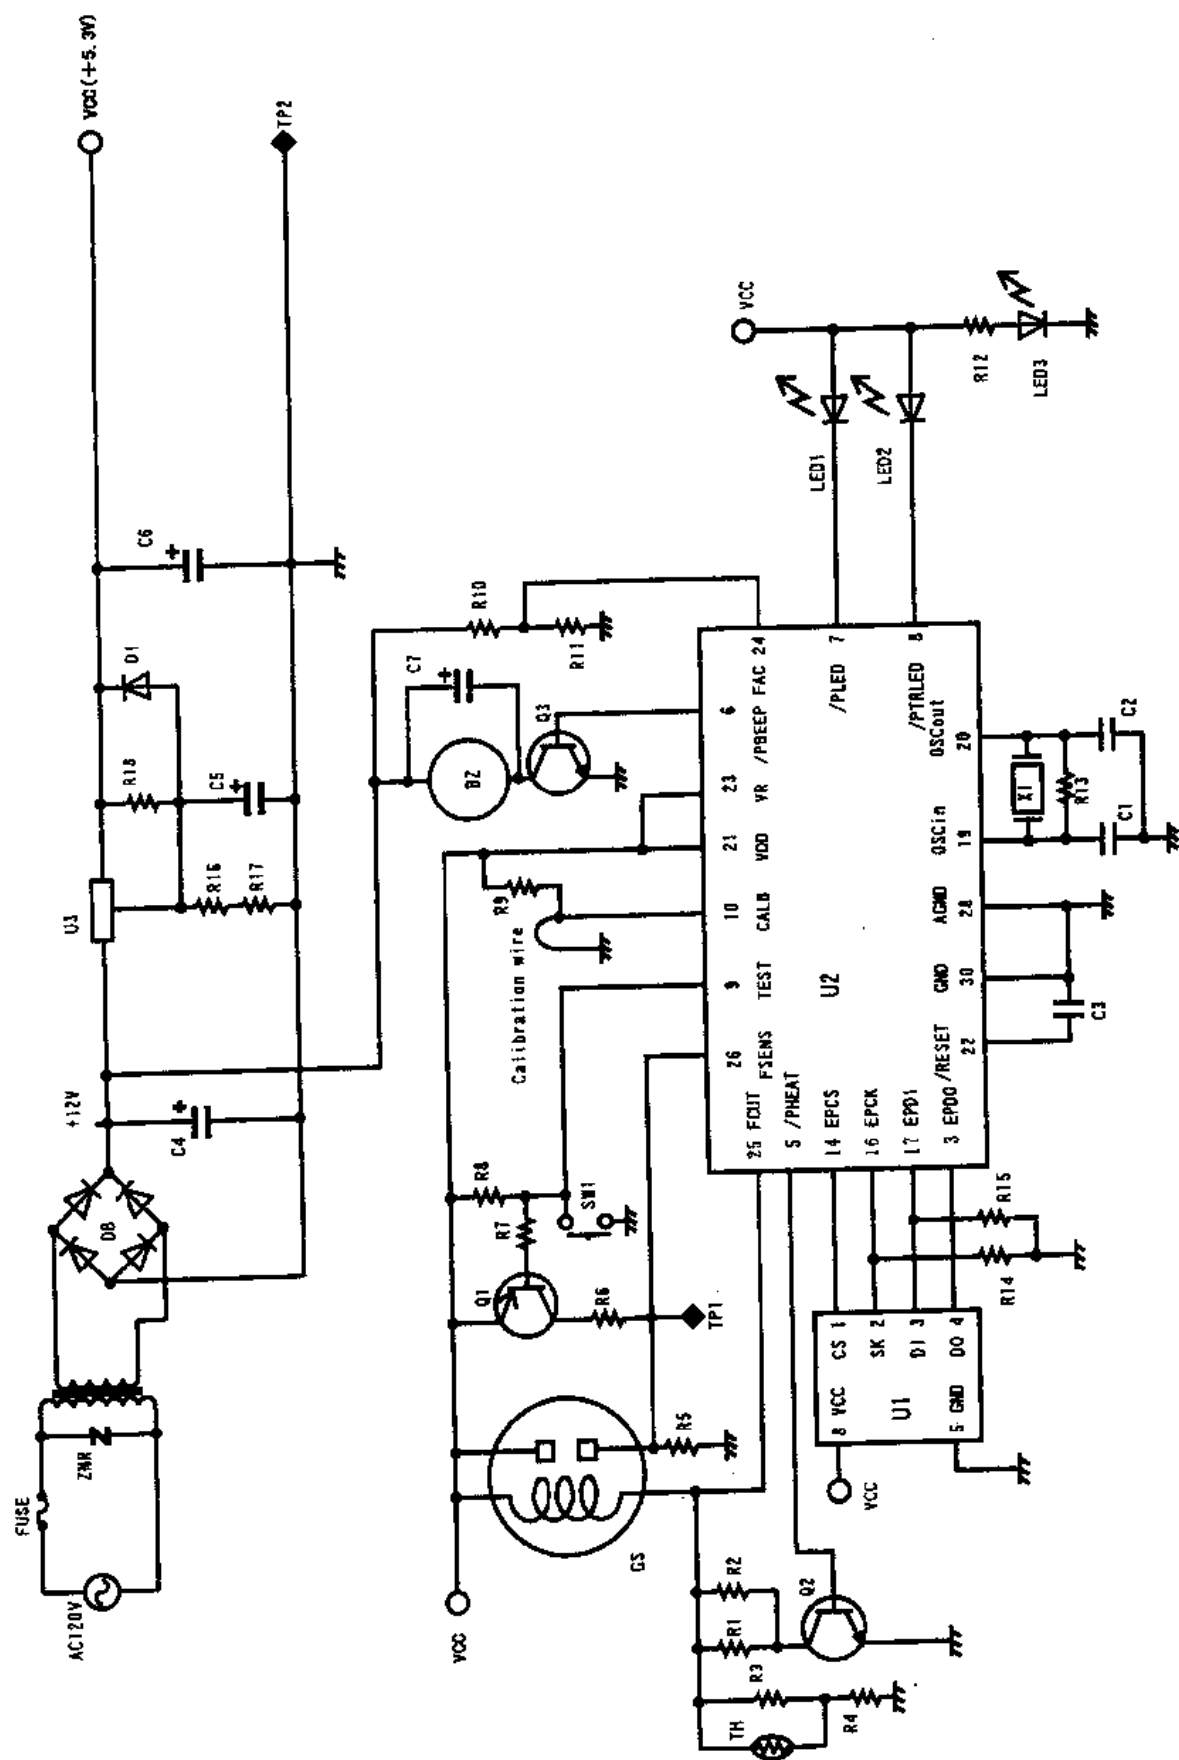 AC120V
FUSE
ZNR
DB
+12V
C4
U3
R16
R17
R18
C5
D1
C6
VCC(+5.3V)
TP2
VCC
GS
R5
Q1
R6
R7
R8
SW1
TP1
Calibration wire
R9
BZ
C7
Q3
R10
R11
TH
R3
R4
R1
R2
Q2
26
9
10
21
23
6
FSENS
TEST
CALB
VDD
VR
/PBEEP
FAC 24
25 FCUT
5 /PHEAT
14 EPCS
16 EPCK
17 EPDI
3 EPDO
U2
/PLED
7
/PTRLED
8
/RESET
GND
AGND
OSCin
OSCout
22
30
28
19
20
C3
X1
R13
C1
C2
LED1
LED2
VCC
R12
LED3
VCC
8 VCC
5 GND
U1
CS 1
SK 2
DI 3
DO 4
R14
R15